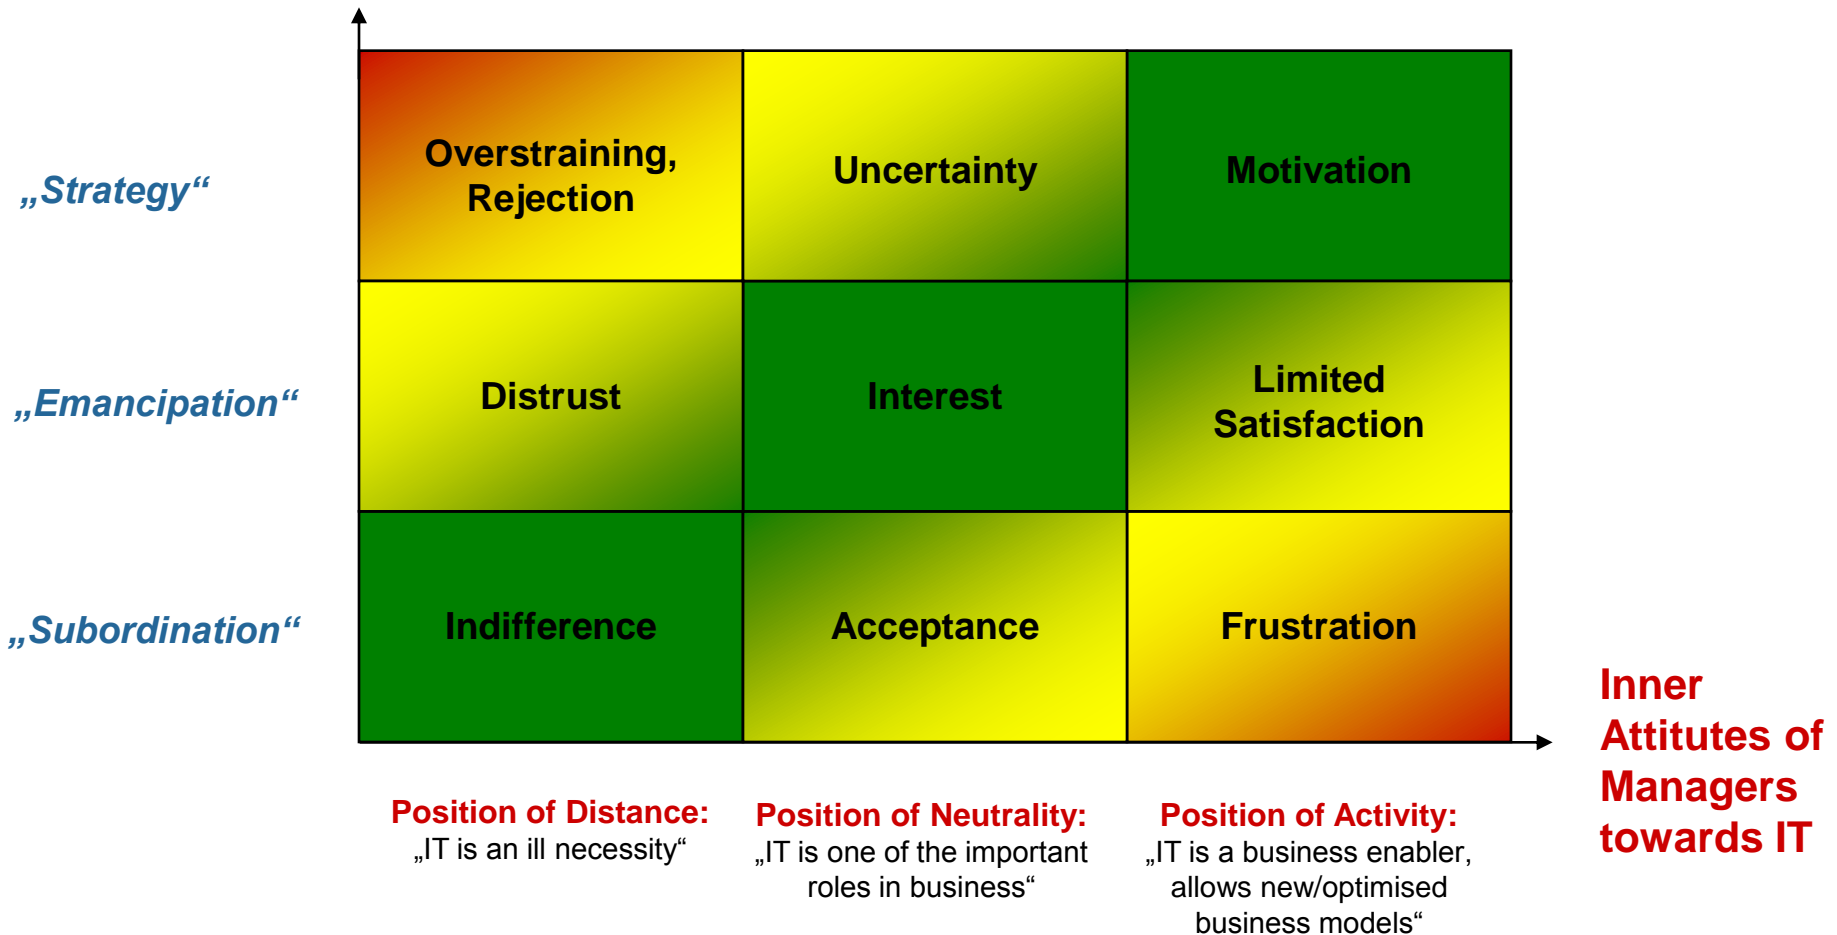 „Strategy“
Overstraining,
Rejection
Uncertainty
Motivation
„Emancipation“
Distrust
Interest
Limited
Satisfaction
„Subordination“
Indifference
Acceptance
Frustration
Inner
Attitutes of
Managers
towards IT
Position of Distance:
„IT is an ill necessity“
Position of Neutrality:
„IT is one of the important
roles in business“
Position of Activity:
„IT is a business enabler,
allows new/optimised
business models“